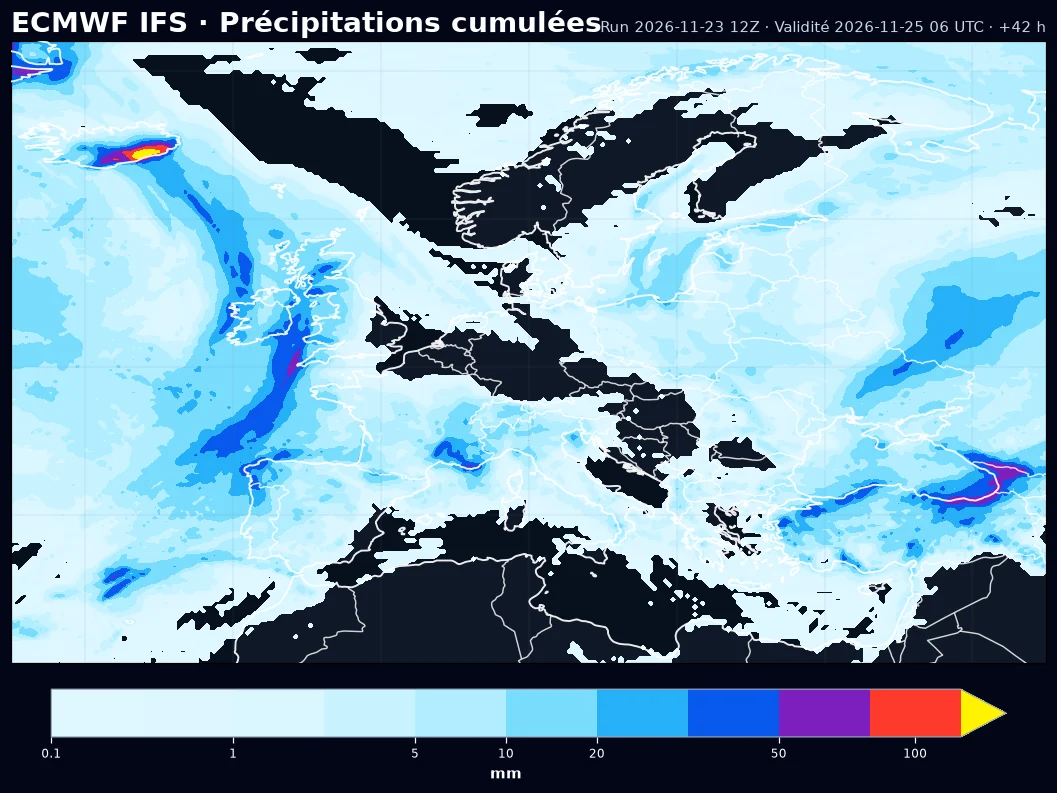 ECMWF IFS · Précipitations cumulées
Run 2026-11-23 12Z · Validité 2026-11-25 06 UTC · +42 h
0.1 1 5 10 20 50 100
mm